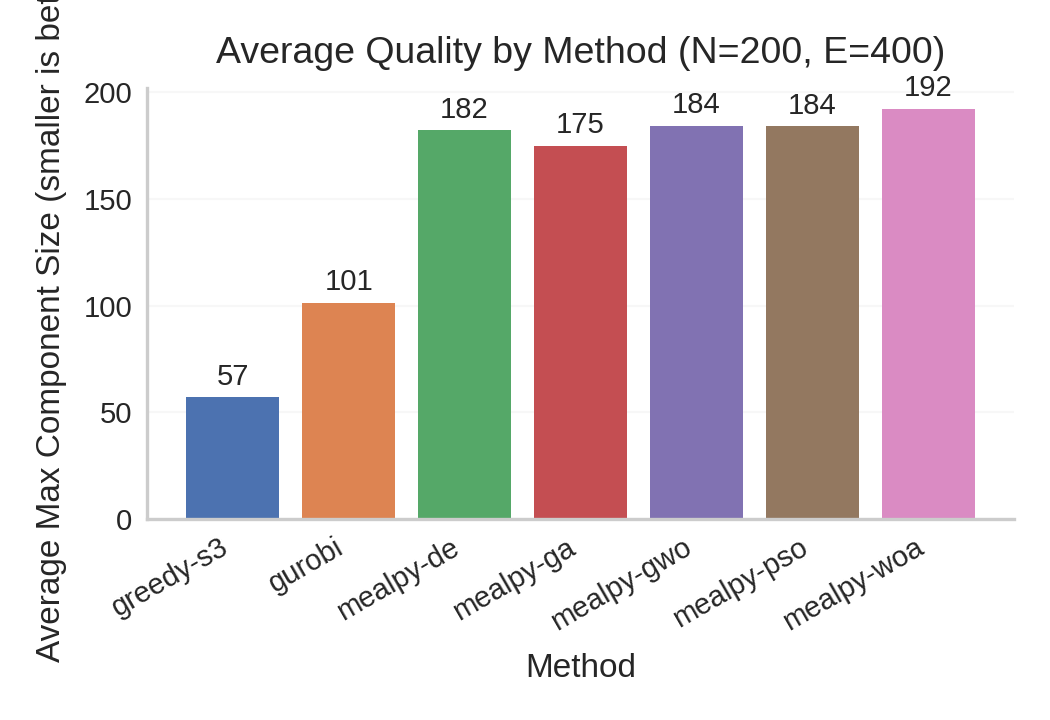 Average Quality by Method (N=200, E=400)
Average Max Component Size (smaller is bet
200
150
100
50
0
57
101
182
175
184
184
192
greedy-s3
gurobi
mealpy-de
mealpy-ga
mealpy-gwo
mealpy-pso
mealpy-woa
Method